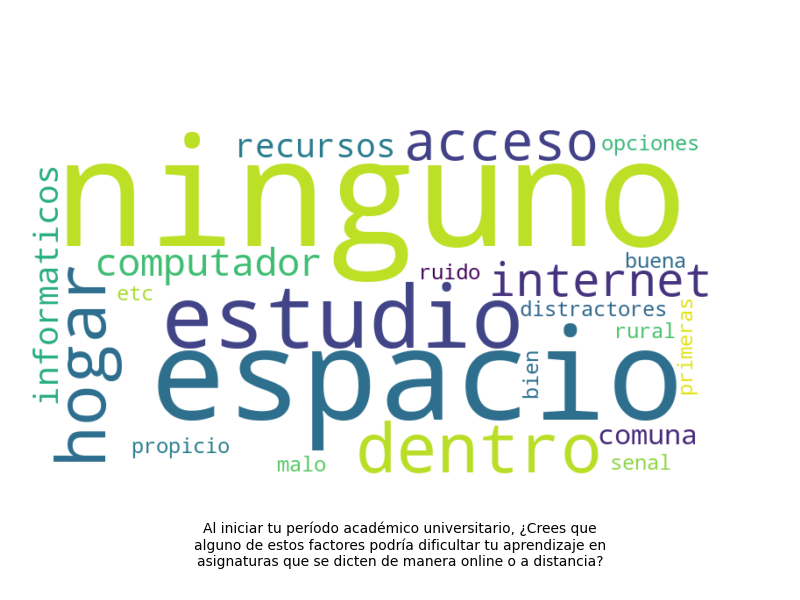 recursos
acceso
opciones
ninguno
informaticos
computador
ruido
internet
buena
etc
hogar
estudio
distractores
rural
primeras
espacio
bien
propicio
malo
dentro
comuna
senal
Al iniciar tu período académico universitario, ¿Crees que
alguno de estos factores podría dificultar tu aprendizaje en
asignaturas que se dicten de manera online o a distancia?